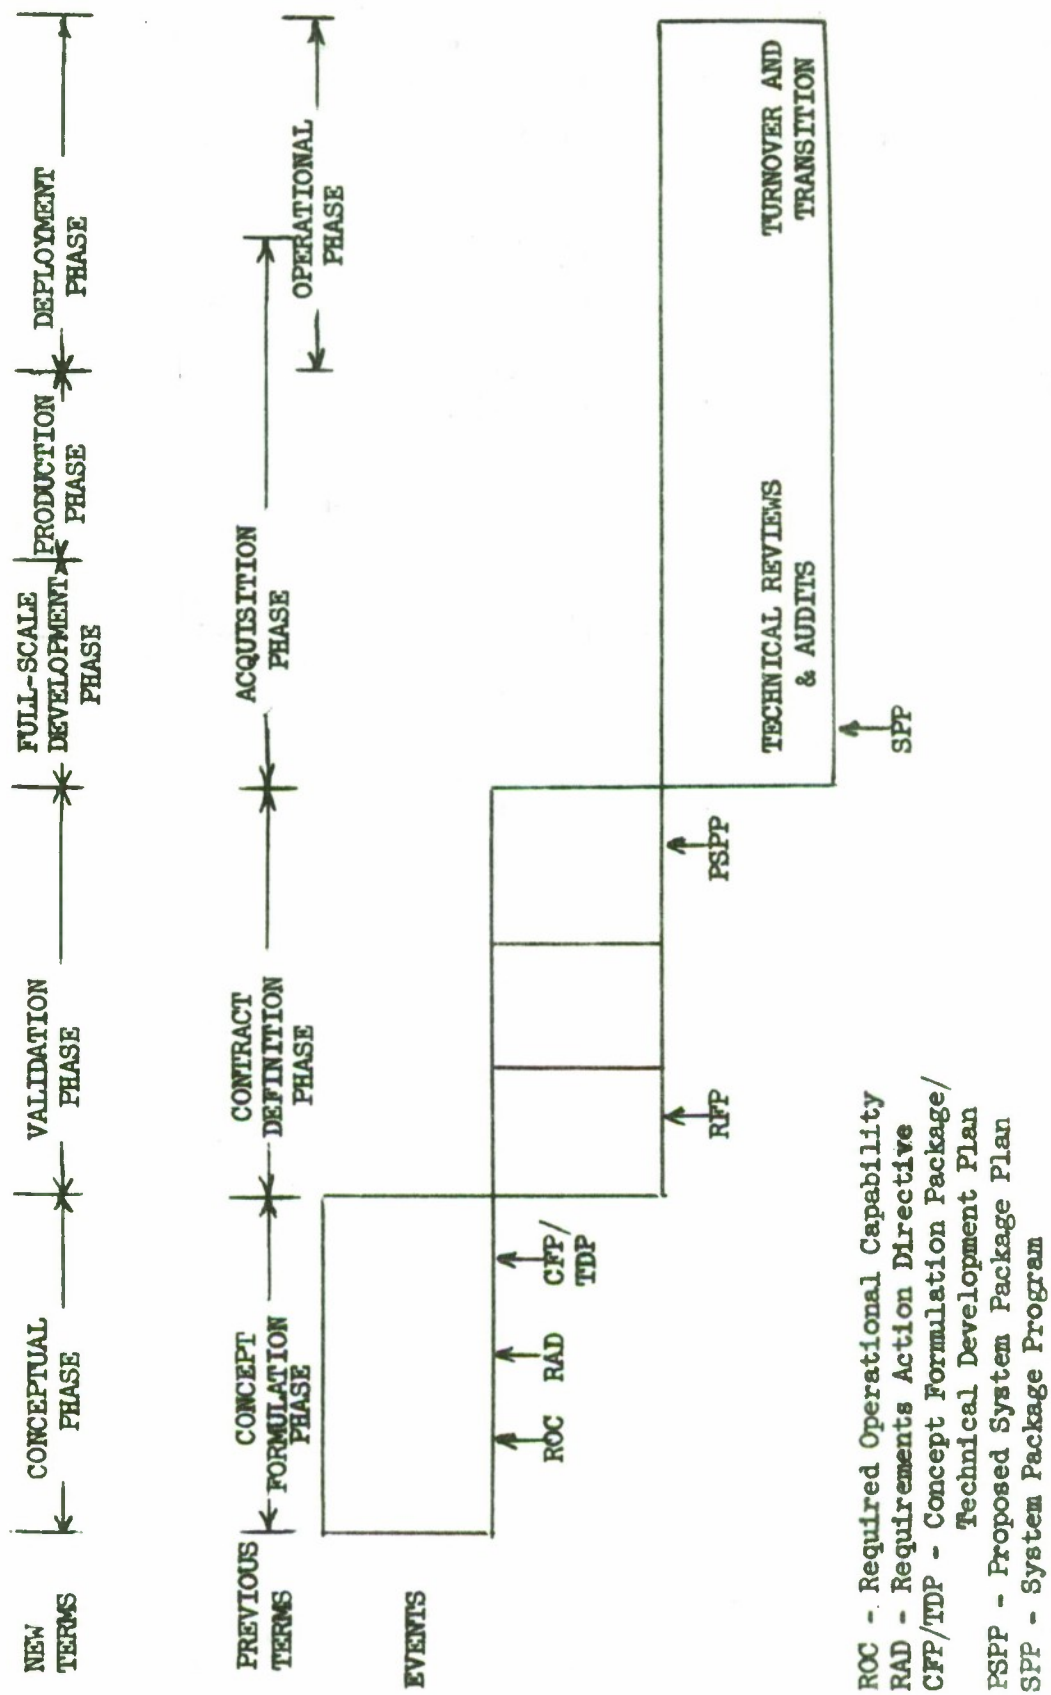 NEW
TERMS
CONCEPTUAL
PHASE
VALIDATION
PHASE
FULL-SCALE
DEVELOPMENT
PHASE
PRODUCTION
PHASE
DEPLOYMENT
PHASE
PREVIOUS
TERMS
CONCEPT
FORMULATION
PHASE
CONTRACT
DEFINITION
PHASE
ACQUISITION
PHASE
OPERATIONAL
PHASE
EVENTS
ROC
RAD
CFP/
TDP
RFP
PSPP
SPP
TECHNICAL REVIEWS
& AUDITS
TURNOVER AND
TRANSITION
ROC - Required Operational Capability
RAD - Requirements Action Directive
CFP/TDP - Concept Formulation Package/
Technical Development Plan
PSPP - Proposed System Package Plan
SPP - System Package Program